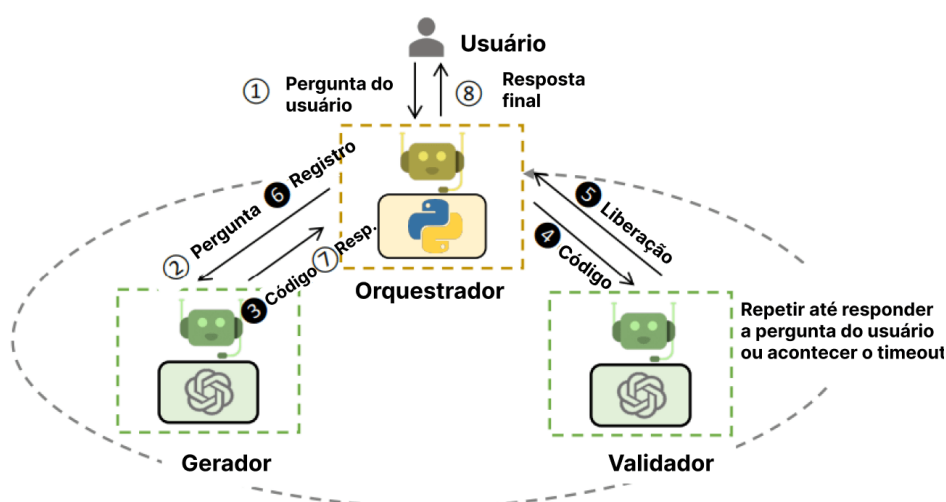 Usuário
① Pergunta do
usuário
⑧ Resposta
final
② Pergunta ❻ Registro
❸ Código ⑦ Resp.
❺ Liberação
❹ Código
Orquestrador
Repetir até responder
a pergunta do usuário
ou acontecer o timeout
Gerador
Validador